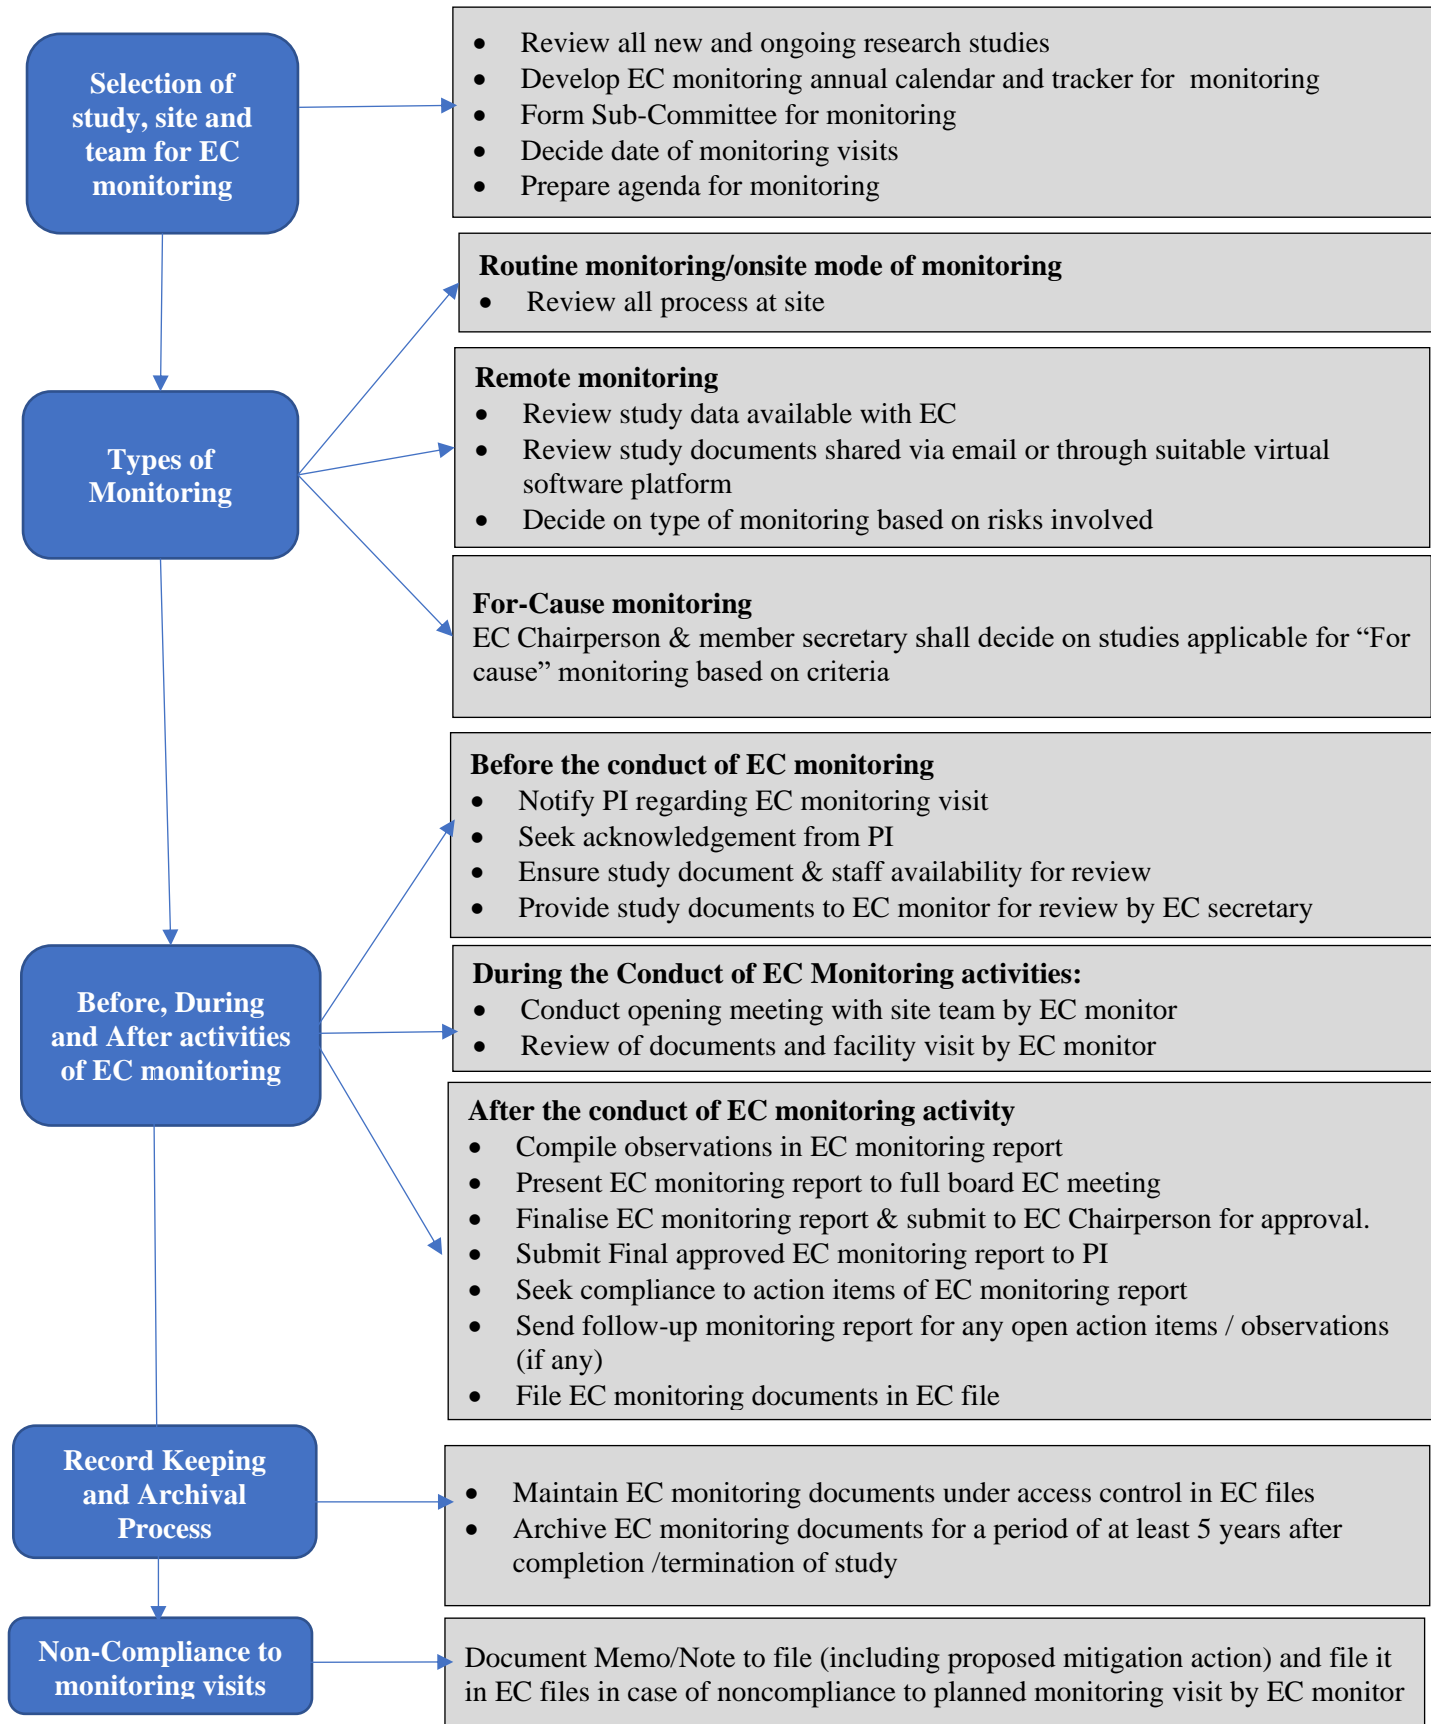 Selection of
study, site and
team for EC
monitoring
• Review all new and ongoing research studies
• Develop EC monitoring annual calendar and tracker for monitoring
• Form Sub-Committee for monitoring
• Decide date of monitoring visits
• Prepare agenda for monitoring
Types of
Monitoring
Routine monitoring/onsite mode of monitoring
• Review all process at site
Remote monitoring
• Review study data available with EC
• Review study documents shared via email or through suitable virtual
software platform
• Decide on type of monitoring based on risks involved
For-Cause monitoring
EC Chairperson & member secretary shall decide on studies applicable for “For
cause” monitoring based on criteria
Before, During
and After activities
of EC monitoring
Before the conduct of EC monitoring
• Notify PI regarding EC monitoring visit
• Seek acknowledgement from PI
• Ensure study document & staff availability for review
• Provide study documents to EC monitor for review by EC secretary
During the Conduct of EC Monitoring activities:
• Conduct opening meeting with site team by EC monitor
• Review of documents and facility visit by EC monitor
After the conduct of EC monitoring activity
• Compile observations in EC monitoring report
• Present EC monitoring report to full board EC meeting
• Finalise EC monitoring report & submit to EC Chairperson for approval.
• Submit Final approved EC monitoring report to PI
• Seek compliance to action items of EC monitoring report
• Send follow-up monitoring report for any open action items / observations
(if any)
• File EC monitoring documents in EC file
Record Keeping
and Archival
Process
• Maintain EC monitoring documents under access control in EC files
• Archive EC monitoring documents for a period of at least 5 years after
completion /termination of study
Non-Compliance to
monitoring visits
Document Memo/Note to file (including proposed mitigation action) and file it
in EC files in case of noncompliance to planned monitoring visit by EC monitor